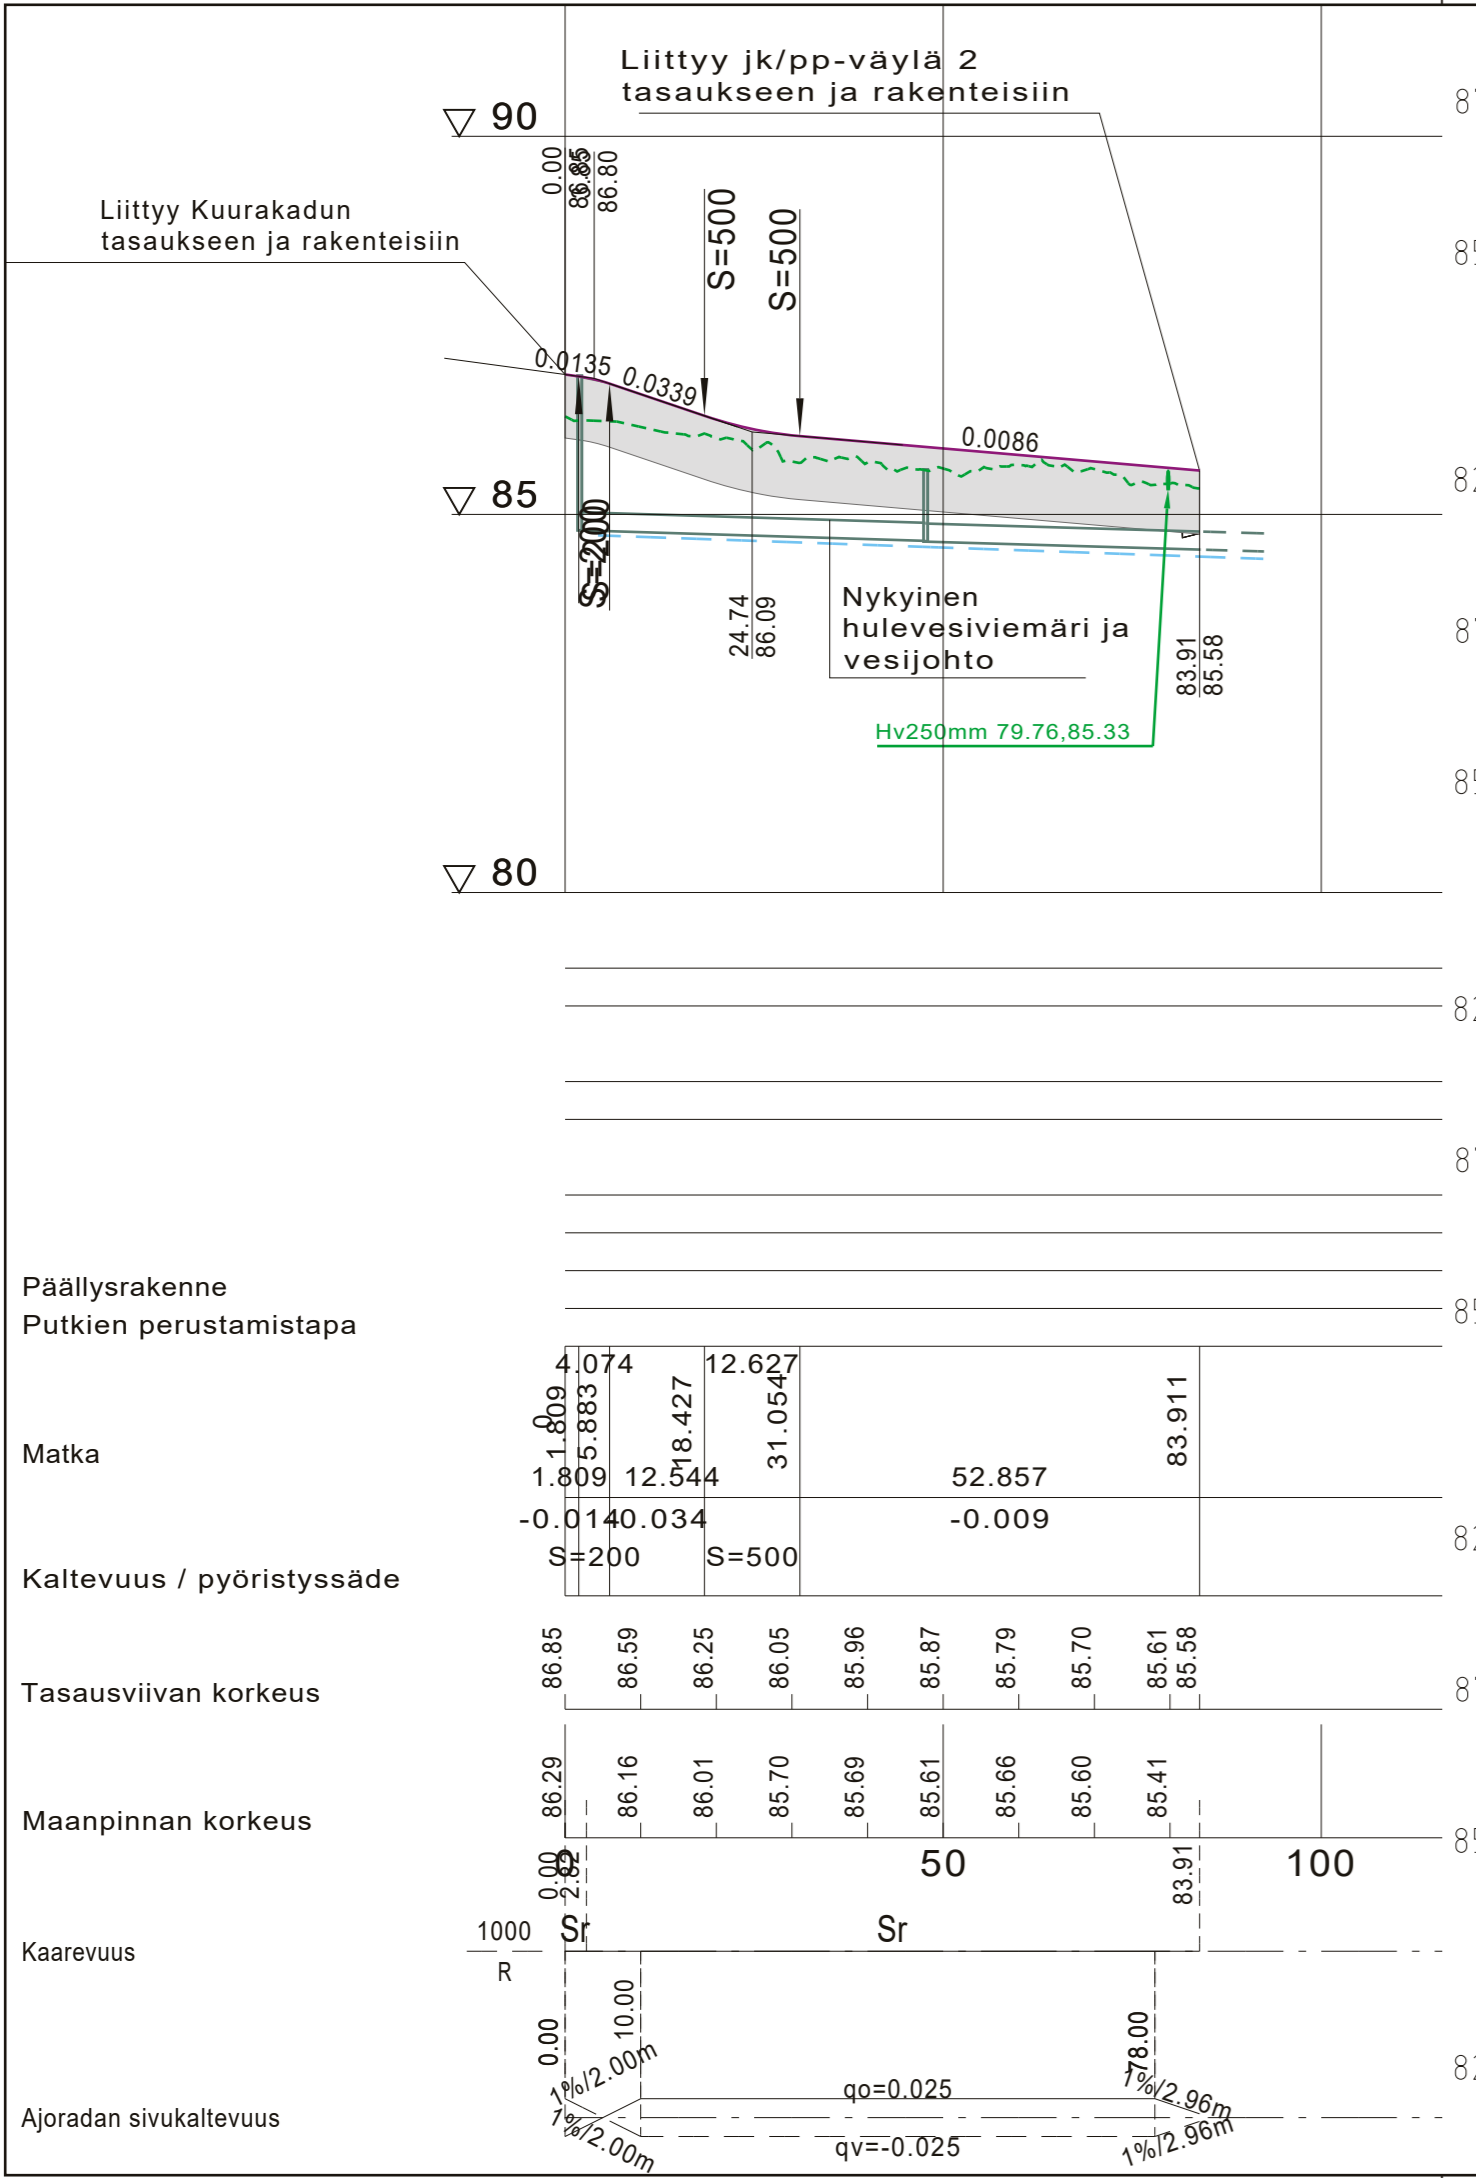 Liittyy jk/pp-väylä 2
tasaukseen ja rakenteisiin
90
0.00
86.85
86.80
Liittyy Kuurakadun
tasaukseen ja rakenteisiin
S=500
S=500
0.0135
0.0339
0.0086
85
S=200
24.74
86.09
Nykyinen
hulevesiviemäri ja
vesijohto
83.91
85.58
Hv250mm 79.76,85.33
80
Päällysrakenne
Putkien perustamistapa
4.074
12.627
0
1.809
5.883
18.427
31.054
83.911
Matka
1.809
12.544
52.857
-0.014
-0.034
-0.009
S=200
S=500
Kaltevuus / pyöristyssäde
86.85
86.59
86.25
86.05
85.96
85.87
85.79
85.70
85.61
85.58
Tasausviivan korkeus
86.29
86.16
86.01
85.70
85.69
85.61
85.66
85.60
85.41
Maanpinnan korkeus
0
50
100
0.00
2.82
83.91
1000
Sr
Sr
Kaarevuus
R
0.00
10.00
78.00
1%/2.00m
qo=0.025
1%/2.96m
Ajoradan sivukaltevuus
1%/2.00m
qv=-0.025
1%/2.96m